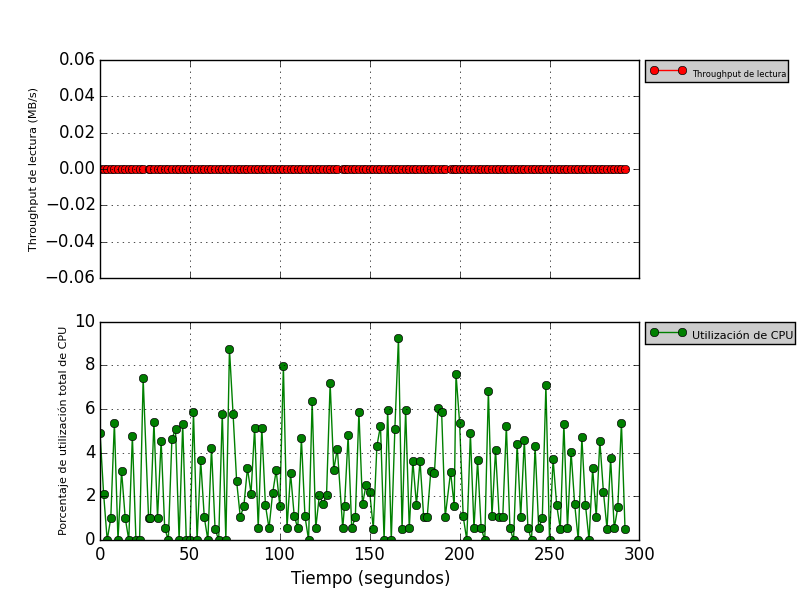 Throughput de lectura (MB/s)
0.06
0.04
0.02
0.00
−0.02
−0.04
−0.06
Throughput de lectura
Porcentaje de utilización total de CPU
10
8
6
4
2
0
0 50 100 150 200 250 300
Tiempo (segundos)
Utilización de CPU